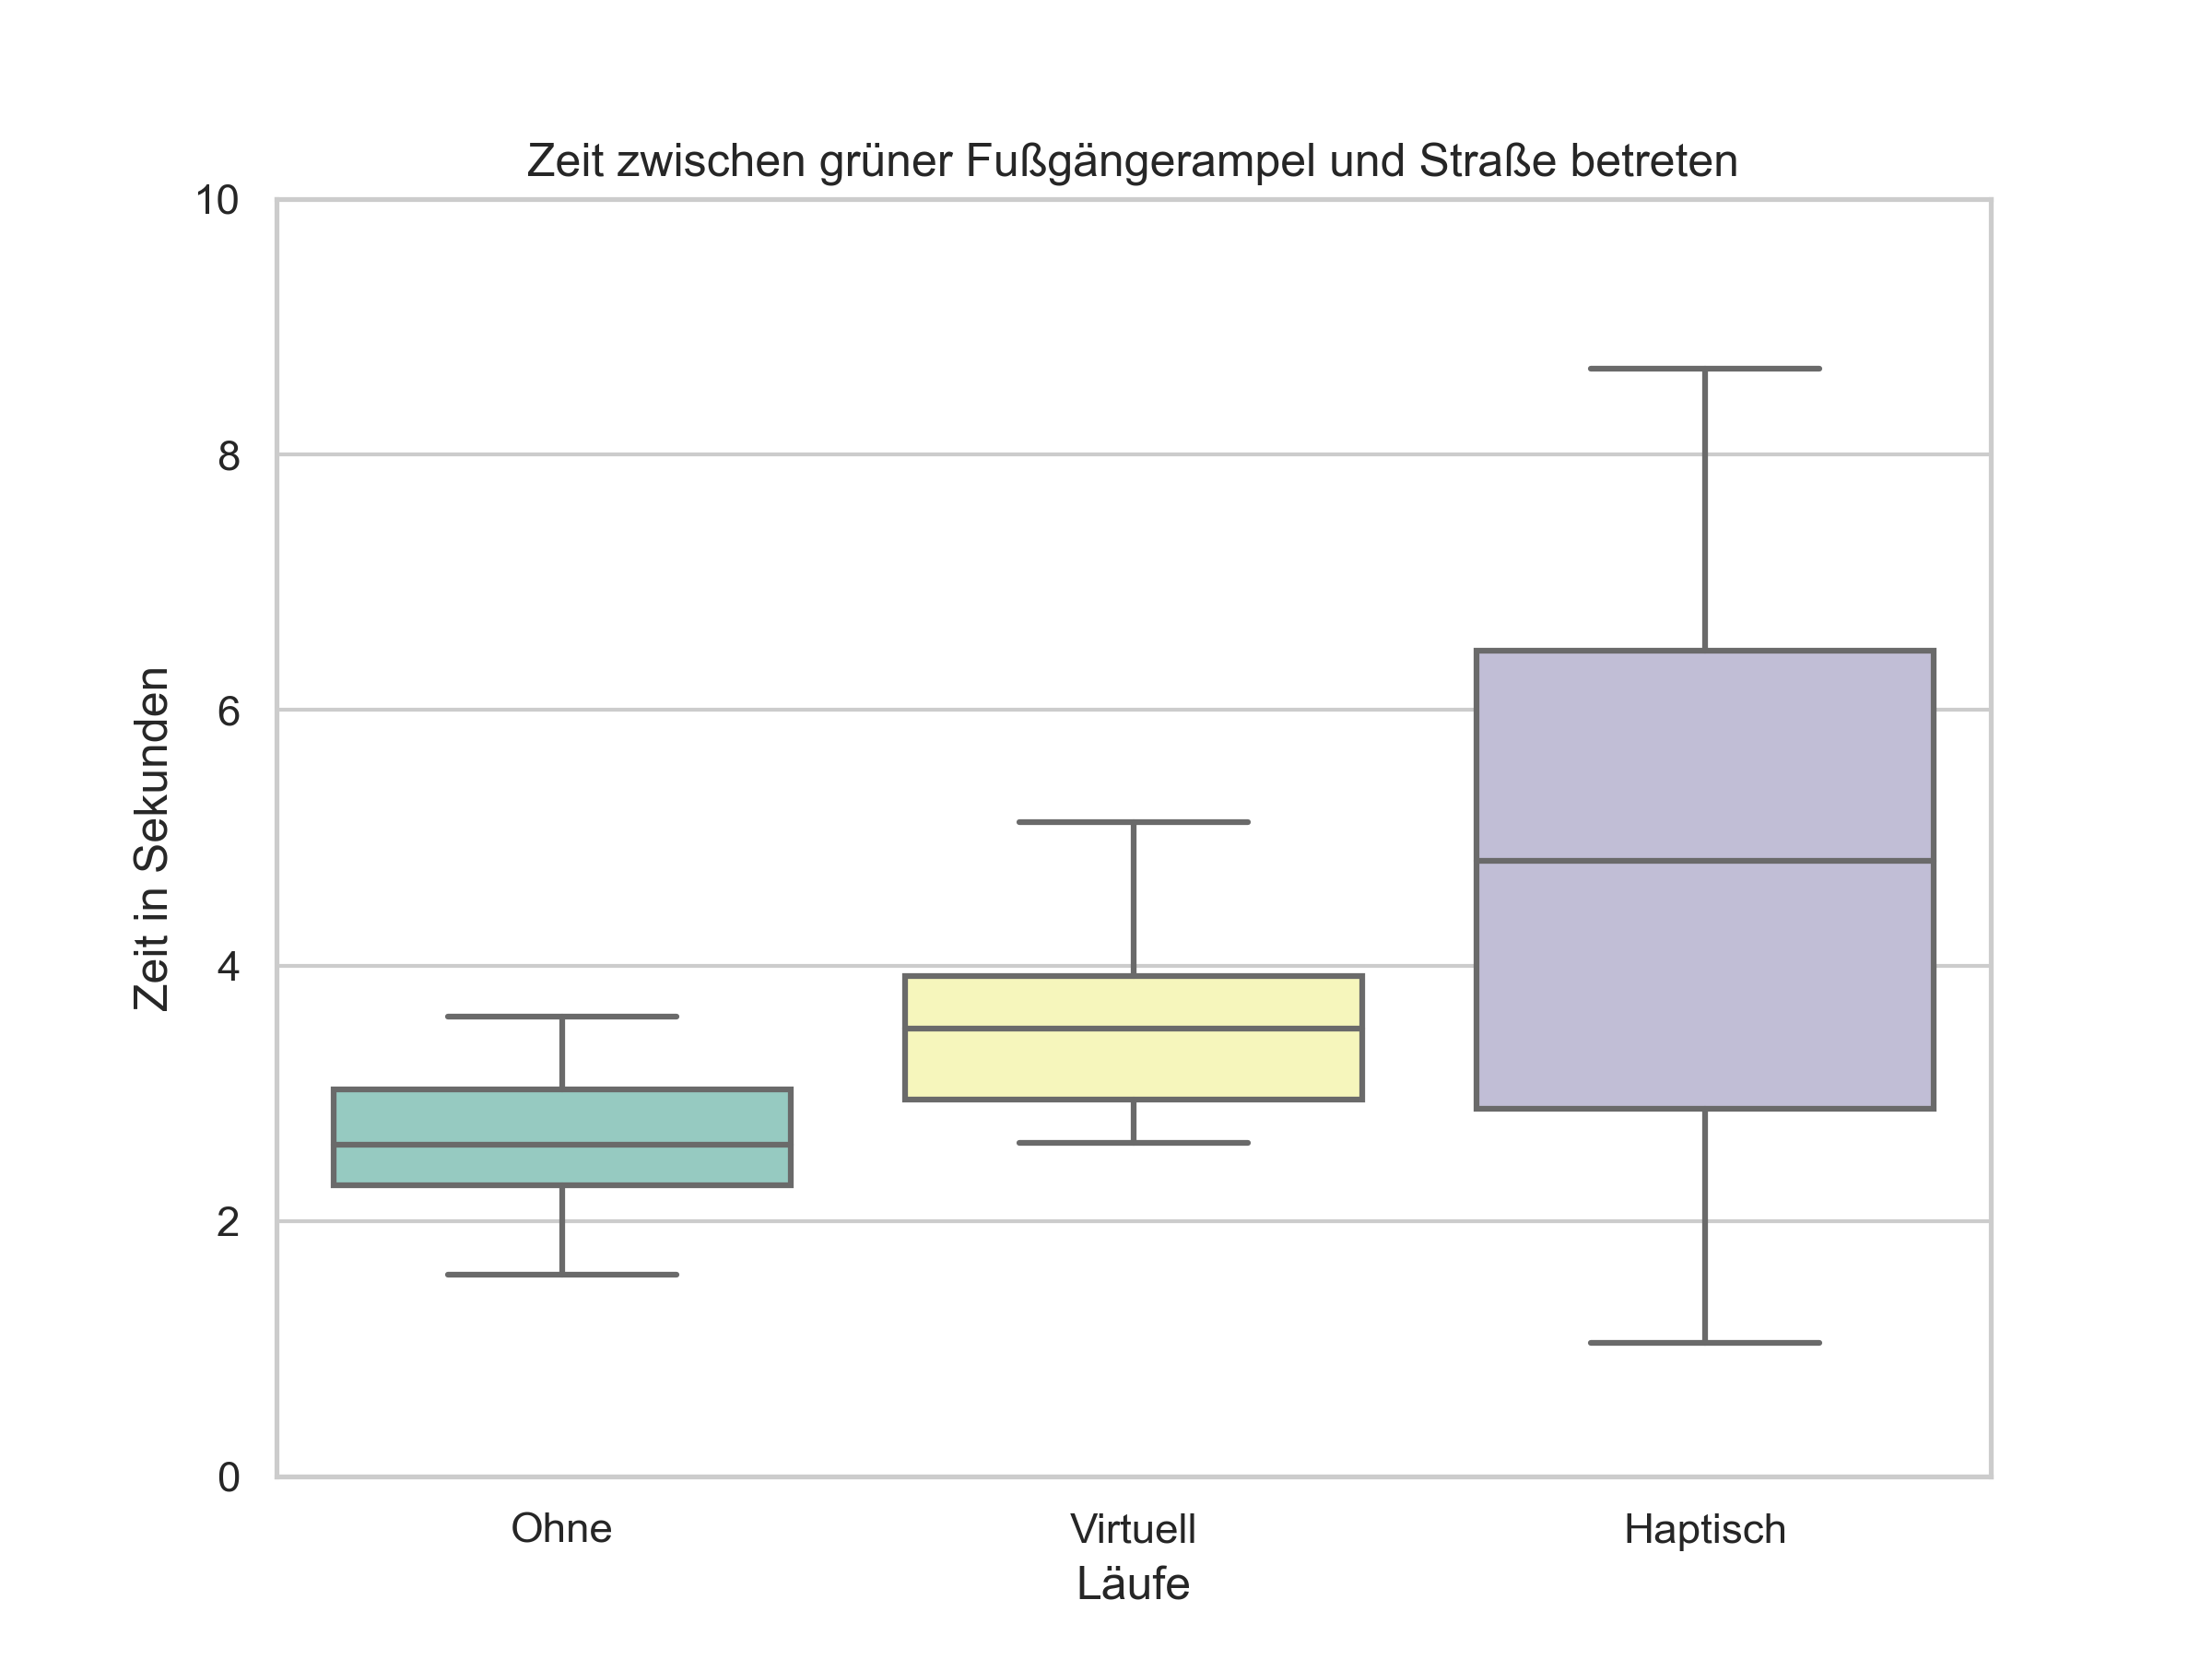 Zeit zwischen grüner Fußgängerampel und Straße betreten
10
8
6
4
2
0
Zeit in Sekunden
Ohne
Virtuell
Haptisch
Läufe